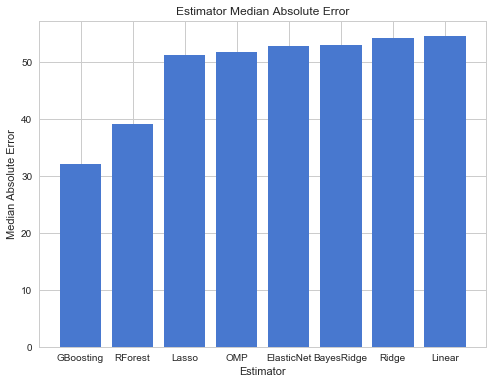 Estimator Median Absolute Error
Median Absolute Error
50
40
30
20
10
0
GBoosting RForest Lasso OMP ElasticNet BayesRidge Ridge Linear
Estimator